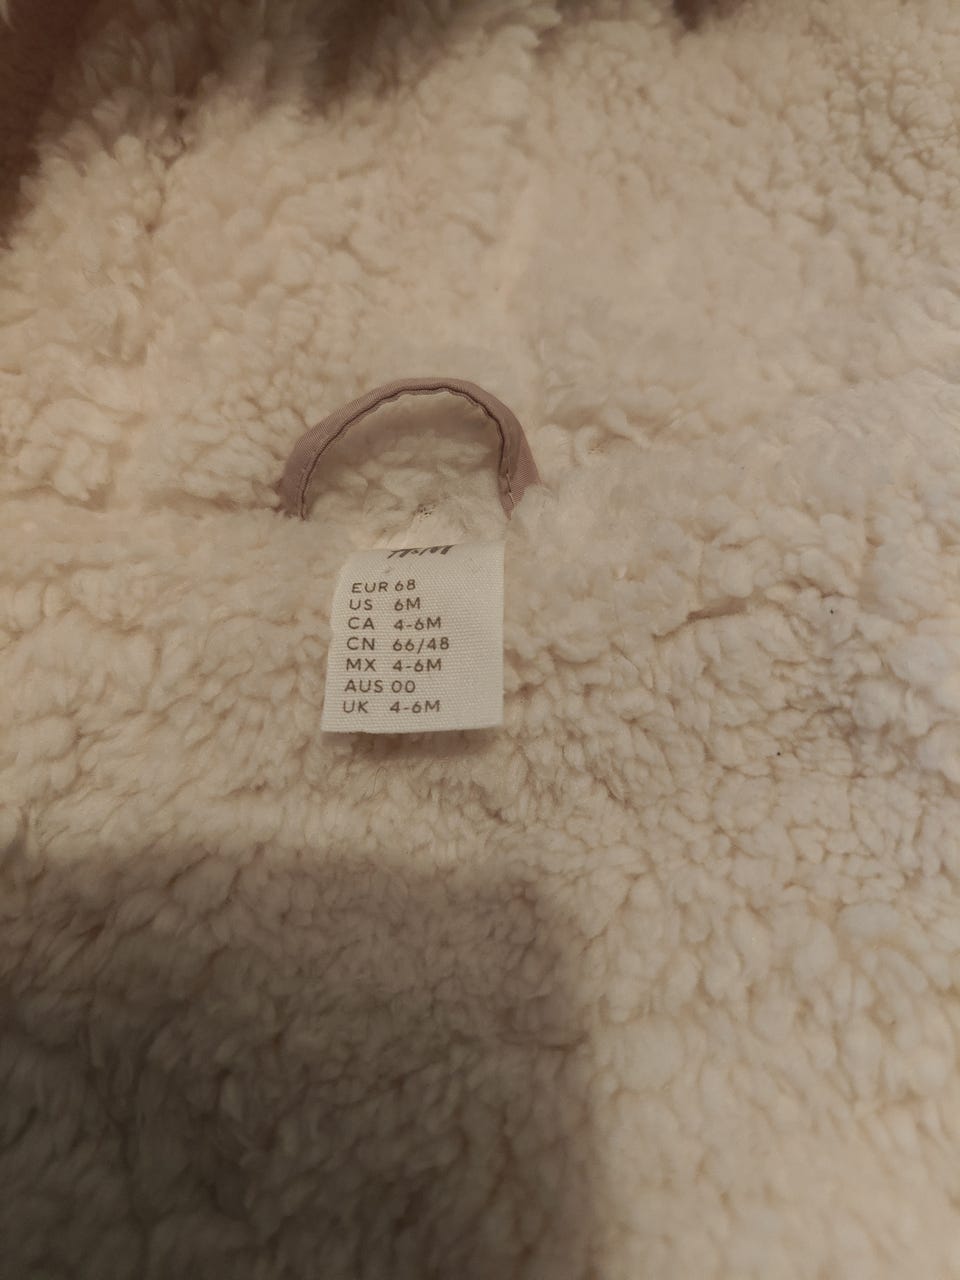 H&M
EUR 68
US 6M
CA 4-6M
CN 66/48
MX 4-6M
AUS 00
UK 4-6M